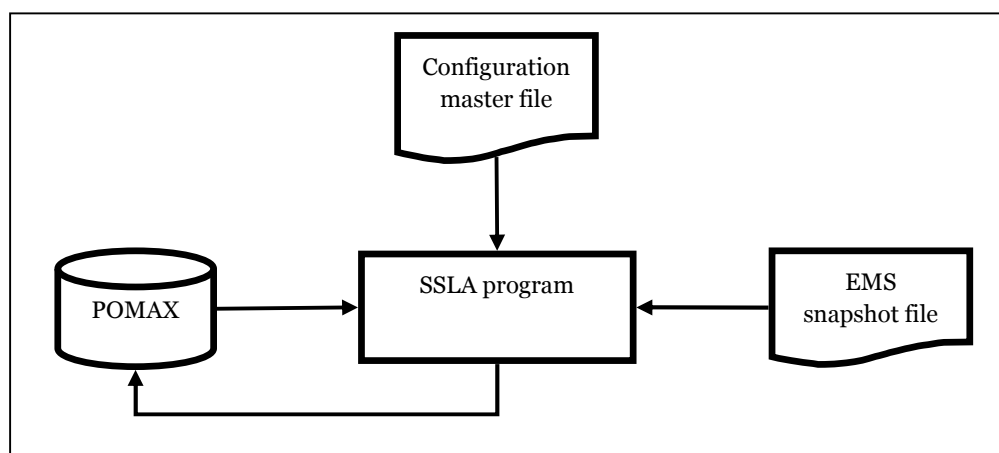 Configuration
master file
POMAX
SSLA program
EMS
snapshot file